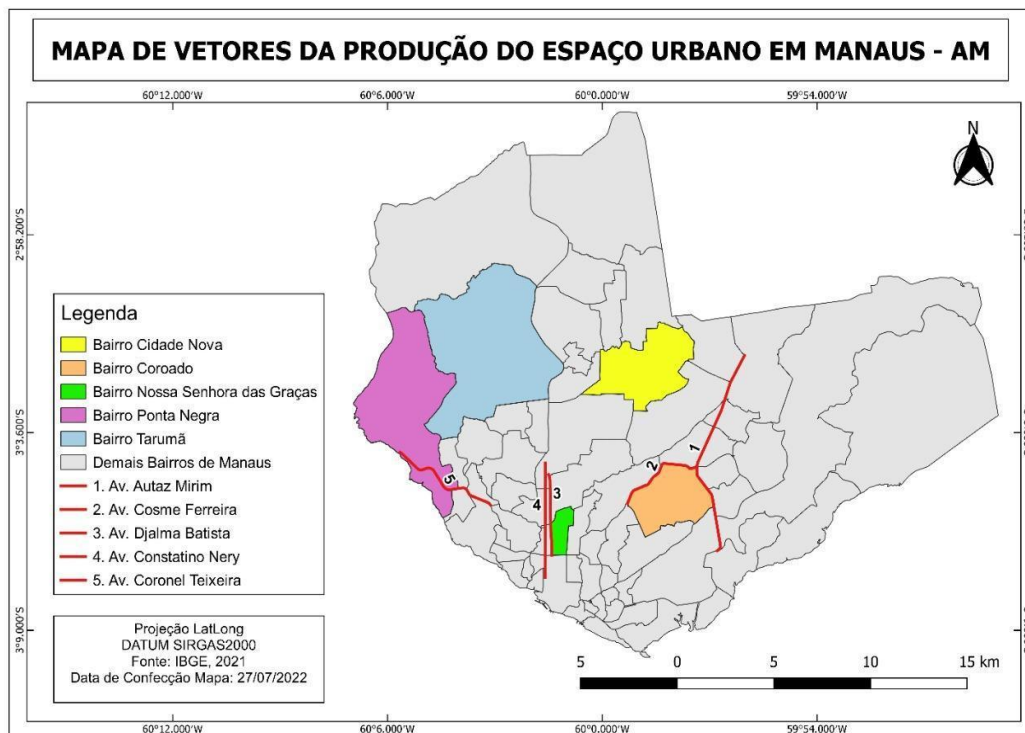 MAPA DE VETORES DA PRODUÇÃO DO ESPAÇO URBANO EM MANAUS - AM
60°12.000'W 60°6.000'W 60°0.000'W 59°54.000'W
N
2°58.200'S
3°3.600'S
3°9.000'S
Legenda
Bairro Cidade Nova
Bairro Coroado
Bairro Nossa Senhora das Graças
Bairro Ponta Negra
Bairro Tarumã
Demais Bairros de Manaus
1. Av. Autaz Mirim
2. Av. Cosme Ferreira
3. Av. Djalma Batista
4. Av. Constatino Nery
5. Av. Coronel Teixeira
1
2
3
4
5
Projeção LatLong
DATUM SIRGAS2000
Fonte: IBGE, 2021
Data de Confecção Mapa: 27/07/2022
5 0 5 10 15 km
60°12.000'W 60°6.000'W 60°0.000'W 59°54.000'W